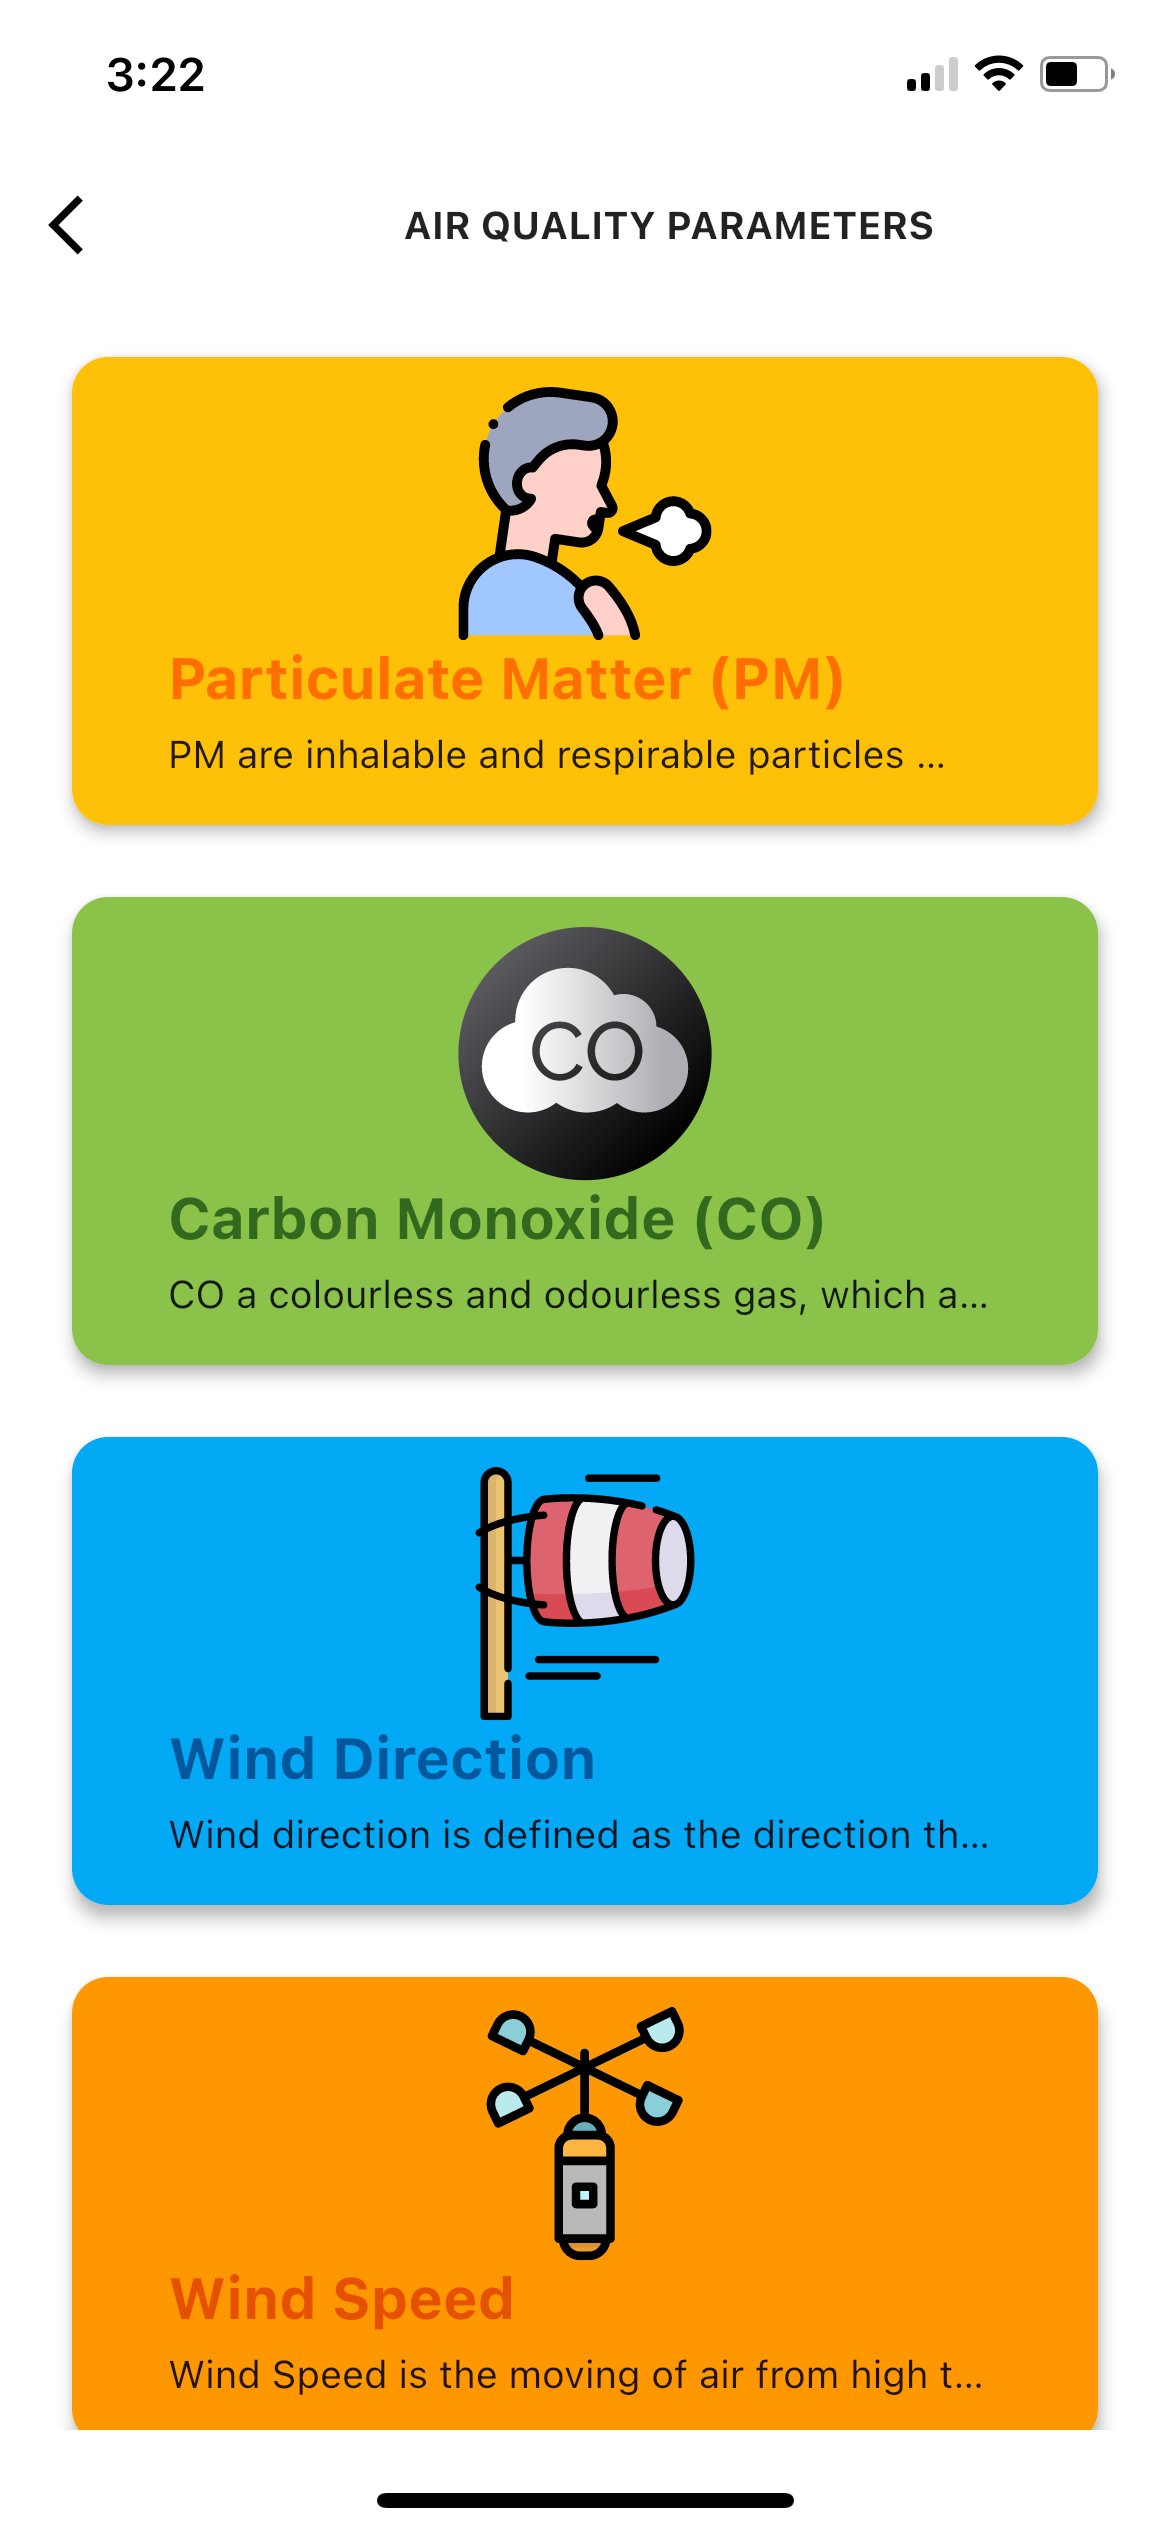 3:22
AIR QUALITY PARAMETERS
Particulate Matter (PM)
PM are inhalable and respirable particles ...
CO
Carbon Monoxide (CO)
CO a colourless and odourless gas, which a...
Wind Direction
Wind direction is defined as the direction th...
Wind Speed
Wind Speed is the moving of air from high t...